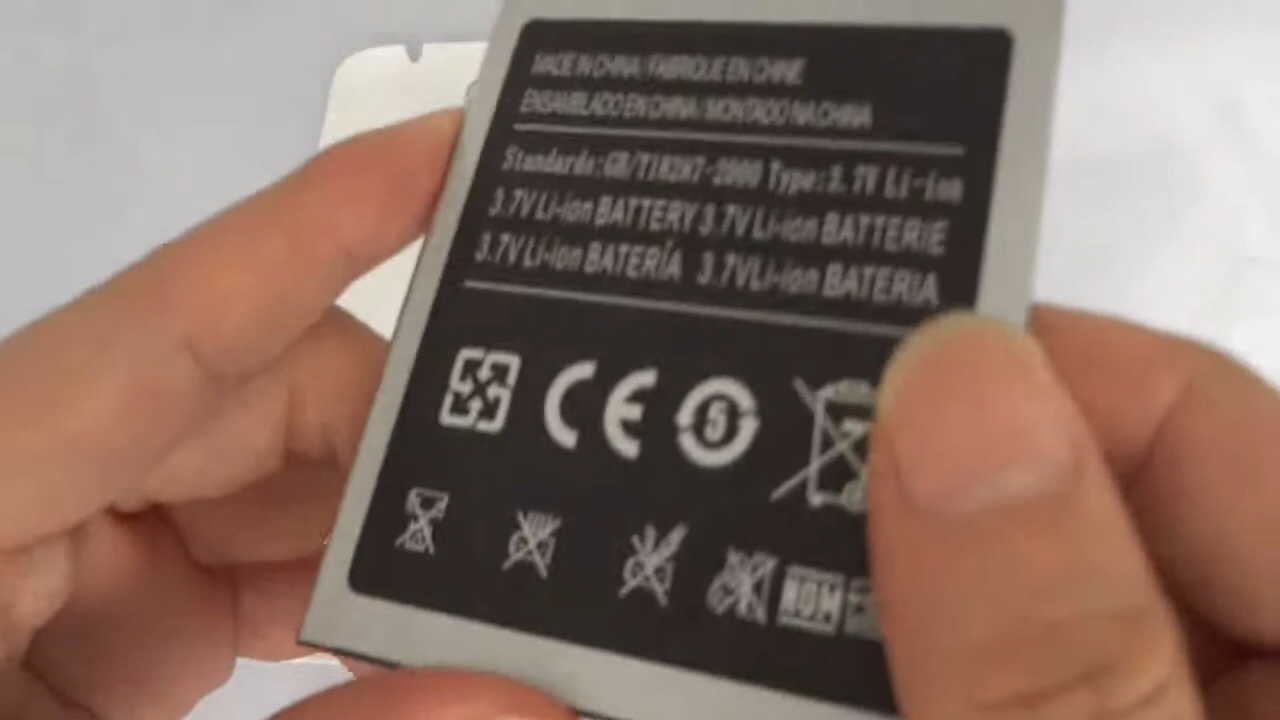 MADE IN CHINA / FABRIQUE EN CHINE
ENSAMBLADO EN CHINA / MONTADO NA CHINA
Standards:GB/T18287-2000 Type:3.7V Li-ion
3.7V Li-ion BATTERY 3.7V Li-ion BATTERIE
3.7V Li-ion BATERÍA 3.7VLi-ion BATERIA
CE 5
NOM